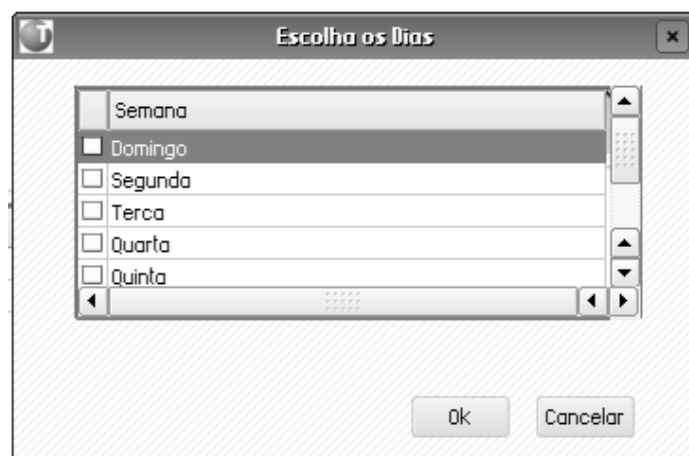 Escolha os Dias
Semana
Domingo
Segunda
Terca
Quarta
Quinta
Ok Cancelar